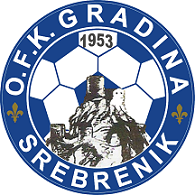 O.F.K. GRADINA
1953
SREBRENIK